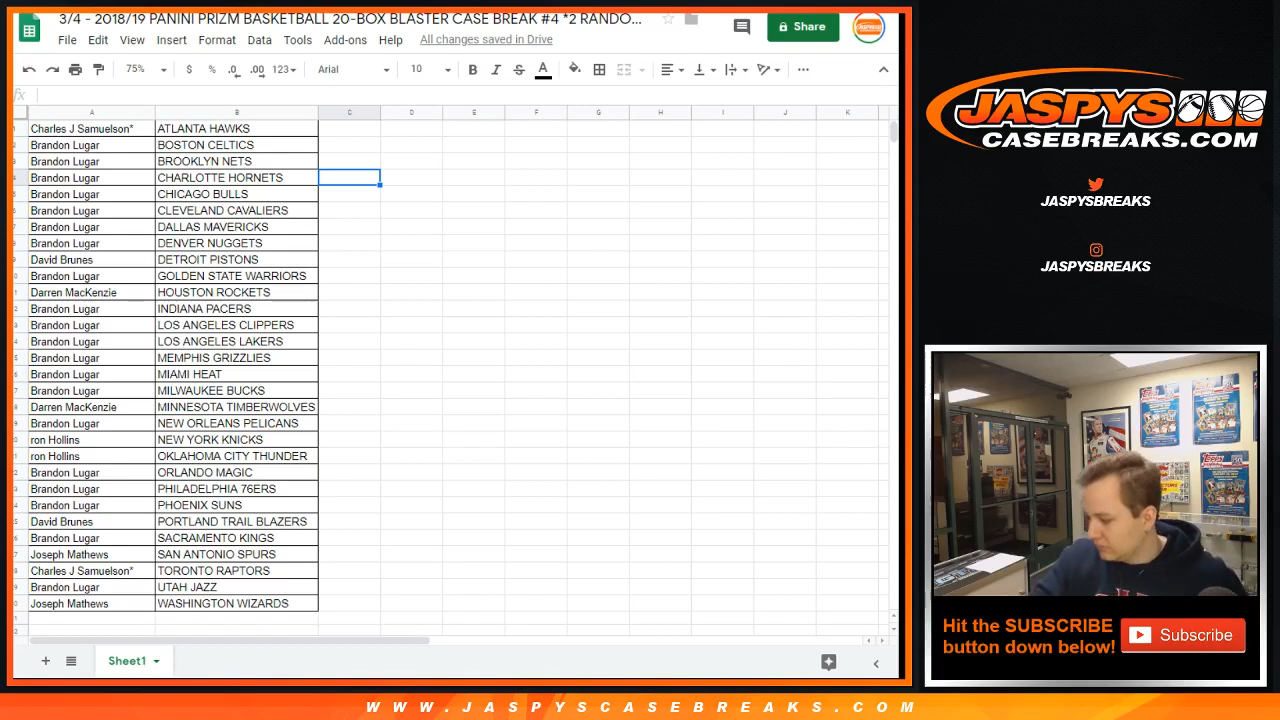 3/4 - 2018/19 PANINI PRIZM BASKETBALL 20-BOX BLASTER CASE BREAK #4 *2 RANDO...
Share
File Edit View Insert Format Data Tools Add-ons Help All changes saved in Drive
75% $ % .0 .00 123 Arial 10 B I S A
fx
A B C D E F G H I J K
Charles J Samuelson* ATLANTA HAWKS
Brandon Lugar BOSTON CELTICS
Brandon Lugar BROOKLYN NETS
Brandon Lugar CHARLOTTE HORNETS
Brandon Lugar CHICAGO BULLS
Brandon Lugar CLEVELAND CAVALIERS
Brandon Lugar DALLAS MAVERICKS
Brandon Lugar DENVER NUGGETS
David Brunes DETROIT PISTONS
Brandon Lugar GOLDEN STATE WARRIORS
Darren MacKenzie HOUSTON ROCKETS
Brandon Lugar INDIANA PACERS
Brandon Lugar LOS ANGELES CLIPPERS
Brandon Lugar LOS ANGELES LAKERS
Brandon Lugar MEMPHIS GRIZZLIES
Brandon Lugar MIAMI HEAT
Brandon Lugar MILWAUKEE BUCKS
Darren MacKenzie MINNESOTA TIMBERWOLVES
Brandon Lugar NEW ORLEANS PELICANS
ron Hollins NEW YORK KNICKS
ron Hollins OKLAHOMA CITY THUNDER
Brandon Lugar ORLANDO MAGIC
Brandon Lugar PHILADELPHIA 76ERS
Brandon Lugar PHOENIX SUNS
David Brunes PORTLAND TRAIL BLAZERS
Brandon Lugar SACRAMENTO KINGS
Joseph Mathews SAN ANTONIO SPURS
Charles J Samuelson* TORONTO RAPTORS
Brandon Lugar UTAH JAZZ
Joseph Mathews WASHINGTON WIZARDS
Sheet1
JASPYS
CASEBREAKS.COM
JASPYSBREAKS
JASPYSBREAKS
Hit the SUBSCRIBE
button down below!
Subscribe
WWW.JASPYSCASEBREAKS.COM